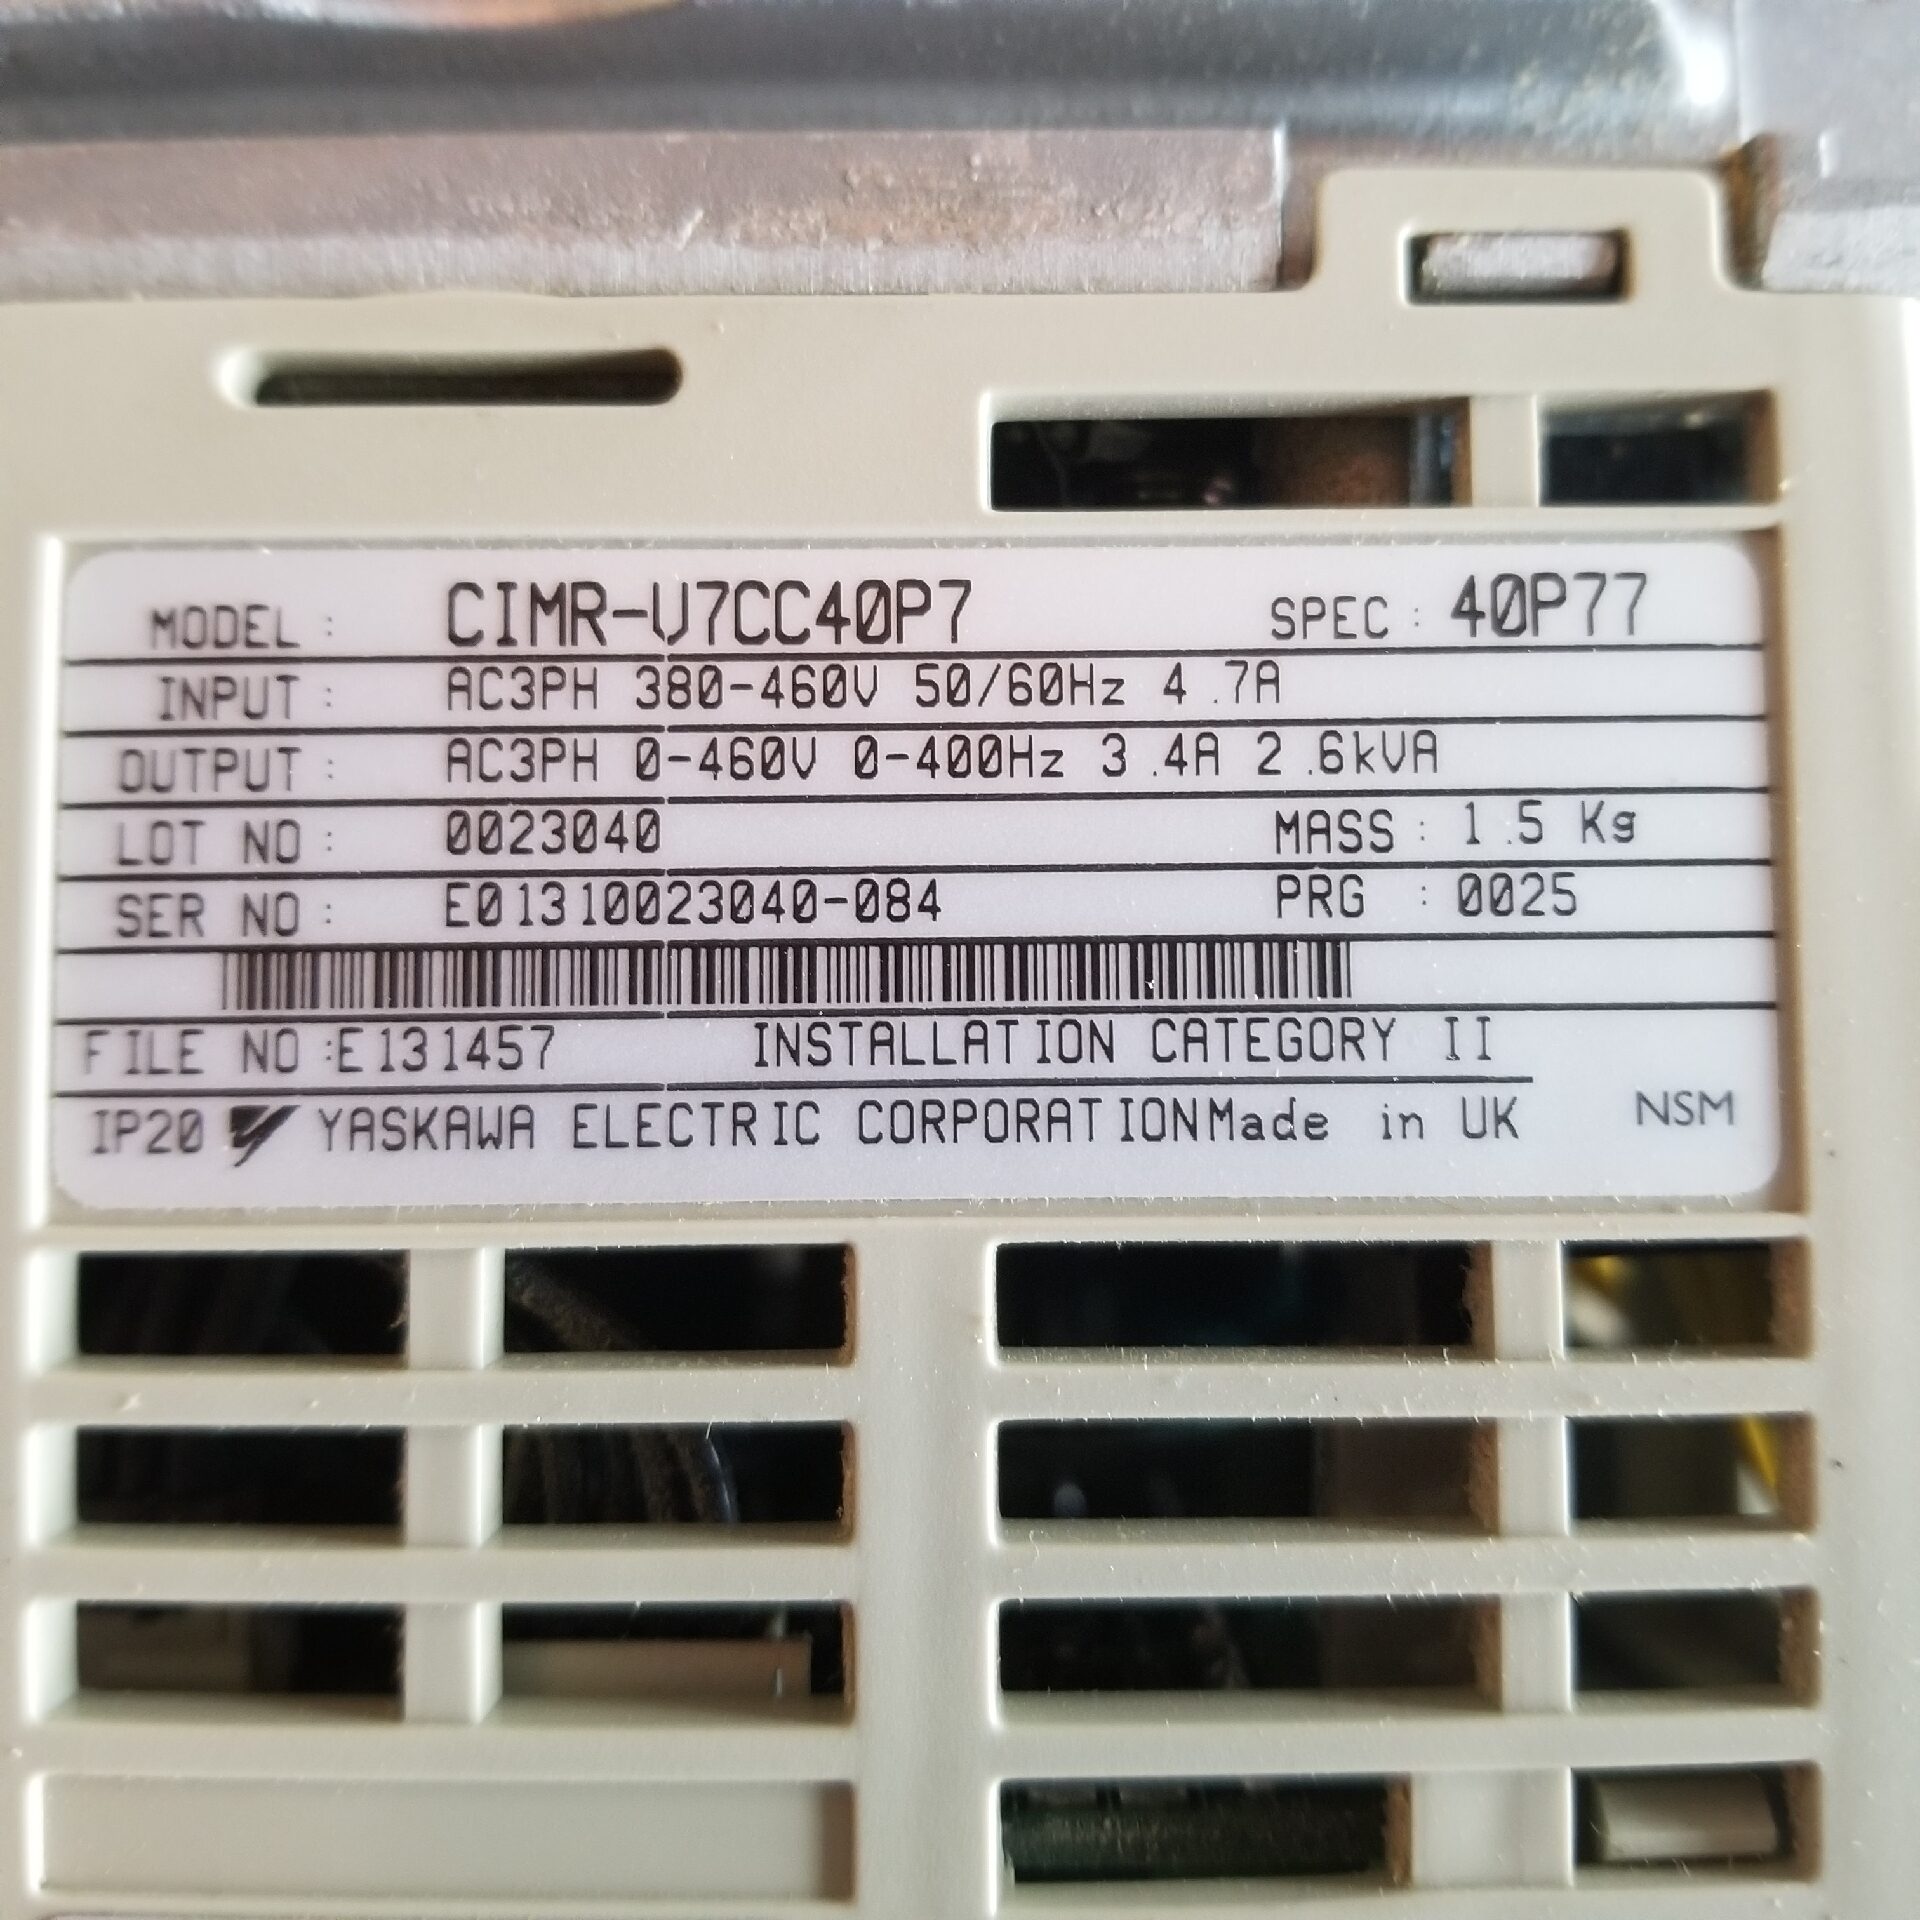 MODEL : CIMR-V7CC40P7 SPEC : 40P77
INPUT : AC3PH 380-460V 50/60Hz 4.7A
OUTPUT : AC3PH 0-460V 0-400Hz 3.4A 2.6kVA
LOT NO : 0023040 MASS : 1.5 Kg
SER NO : E01310023040-084 PRG : 0025
FILE NO :E131457 INSTALLATION CATEGORY II
IP20 YASKAWA ELECTRIC CORPORATION Made in UK NSM